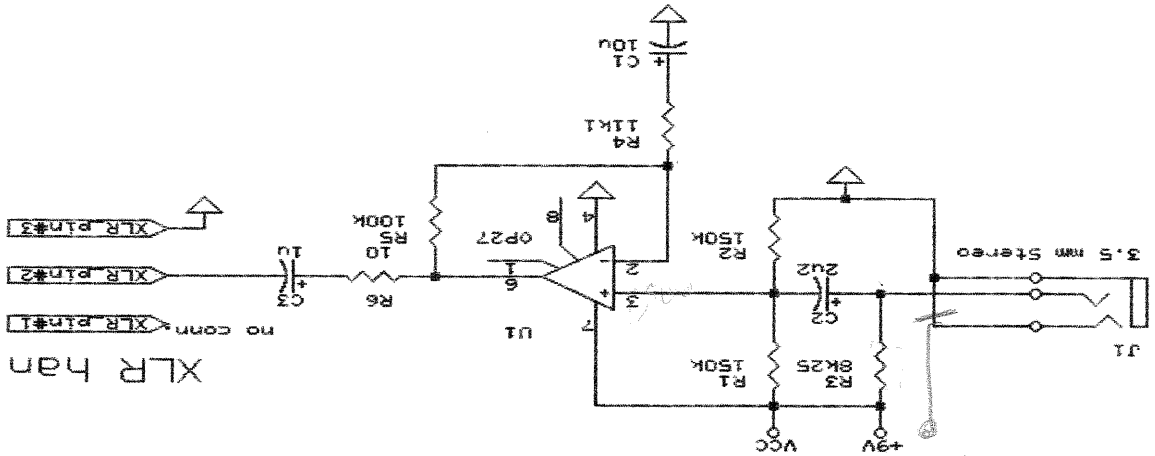 +9V
VCC
R3
8k25
R1
150k
XLR han
J1
U1
7
no conn
XLR_pin#1
C2
2u2
3
R6
10
C3
1u
6
1
2
XLR_pin#2
3.5 mm Stereo
R2
150k
OP27
R5
100k
4
8
XLR_pin#3
R4
11k1
C1
10u